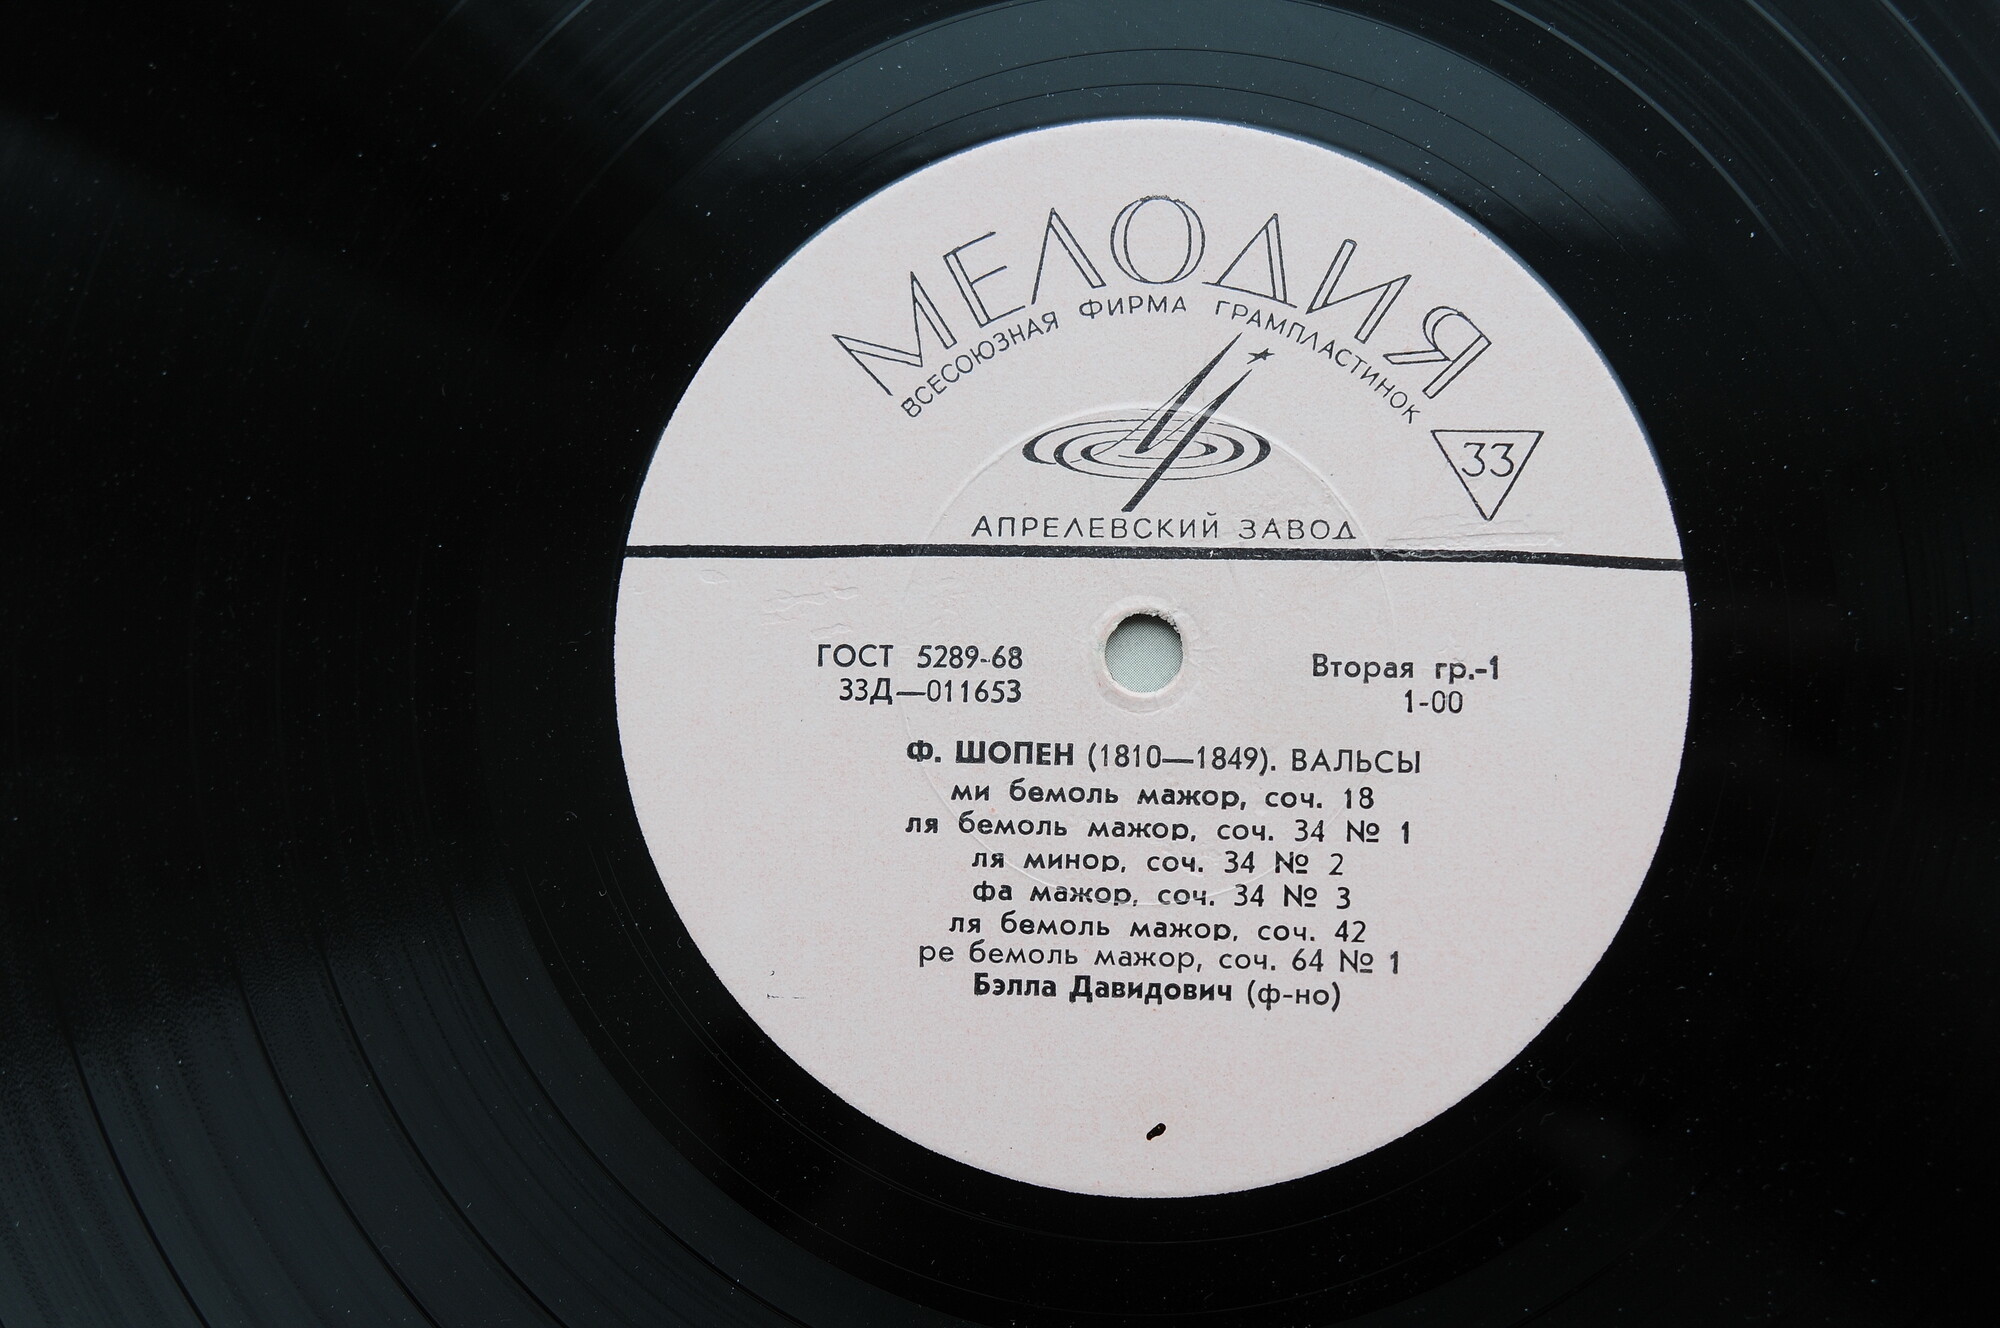 МЕЛОДИЯ
ВСЕСОЮЗНАЯ ФИРМА ГРАМПЛАСТИНОК
33
АПРЕЛЕВСКИЙ ЗАВОД
ГОСТ 5289-68
33Д—011653
Вторая гр.-1
1-00
Ф. ШОПЕН (1810—1849). ВАЛЬСЫ
ми бемоль мажор, соч. 18
ля бемоль мажор, соч. 34 № 1
ля минор, соч. 34 № 2
фа мажор, соч. 34 № 3
ля бемоль мажор, соч. 42
ре бемоль мажор, соч. 64 № 1
Бэлла Давидович (ф-но)